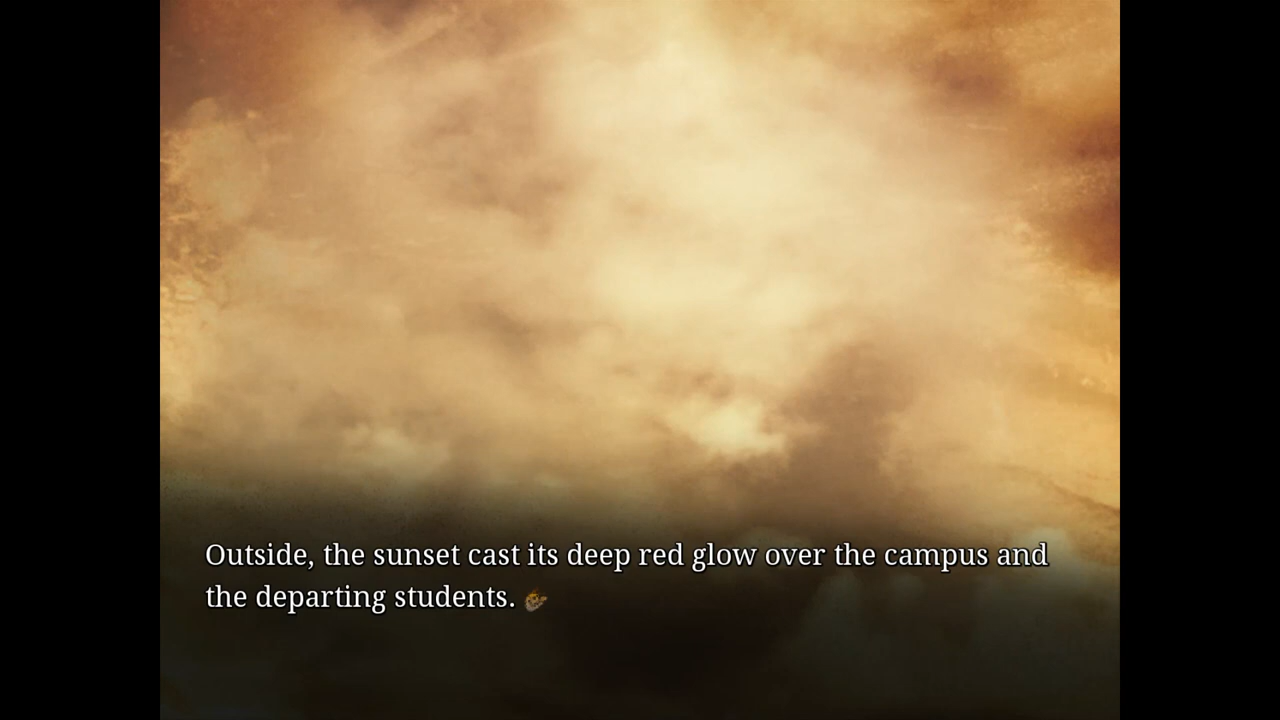 Outside, the sunset cast its deep red glow over the campus and
the departing students.